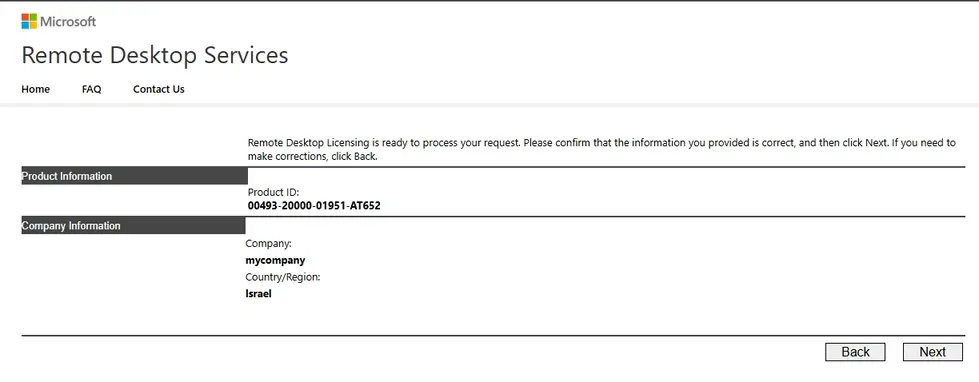 Microsoft
Remote Desktop Services
Home FAQ Contact Us
Remote Desktop Licensing is ready to process your request. Please confirm that the information you provided is correct, and then click Next. If you need to
make corrections, click Back.
Product Information
Product ID:
00493-20000-01951-AT652
Company Information
Company:
mycompany
Country/Region:
Israel
Back Next